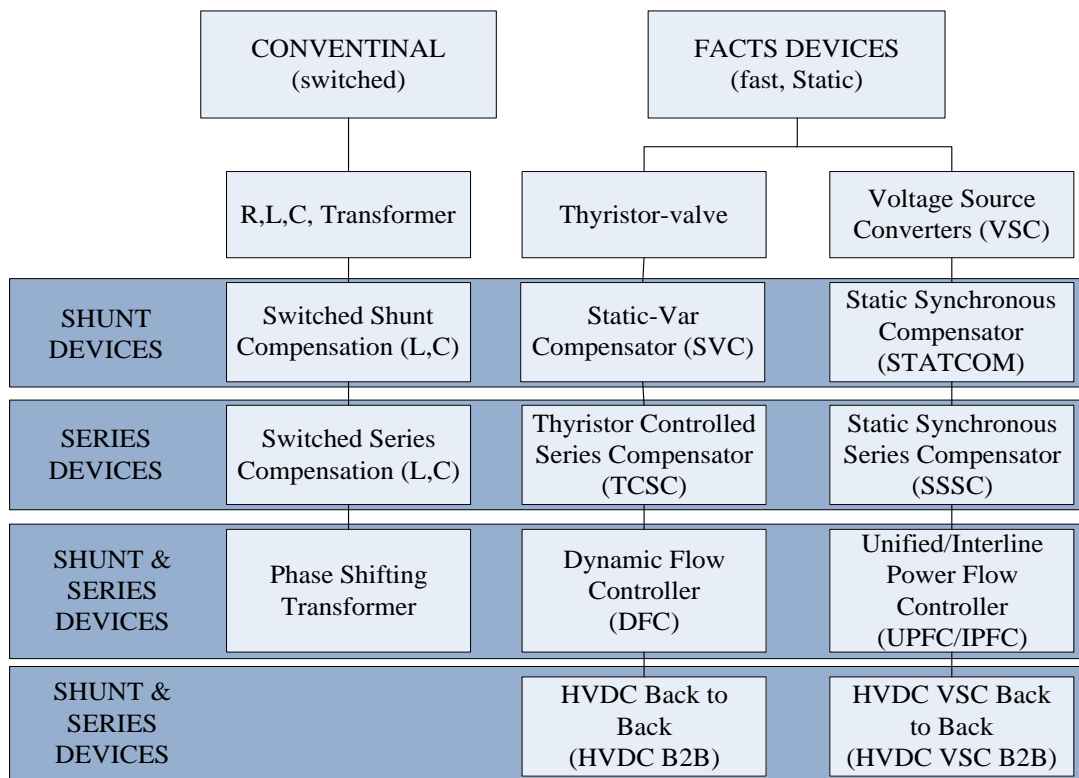 CONVENTINAL
(switched)
FACTS DEVICES
(fast, Static)
R,L,C, Transformer
Thyristor-valve
Voltage Source
Converters (VSC)
SHUNT
DEVICES
Switched Shunt
Compensation (L,C)
Static-Var
Compensator (SVC)
Static Synchronous
Compensator
(STATCOM)
SERIES
DEVICES
Switched Series
Compensation (L,C)
Thyristor Controlled
Series Compensator
(TCSC)
Static Synchronous
Series Compensator
(SSSC)
SHUNT &
SERIES
DEVICES
Phase Shifting
Transformer
Dynamic Flow
Controller
(DFC)
Unified/Interline
Power Flow
Controller
(UPFC/IPFC)
SHUNT &
SERIES
DEVICES
HVDC Back to
Back
(HVDC B2B)
HVDC VSC Back
to Back
(HVDC VSC B2B)